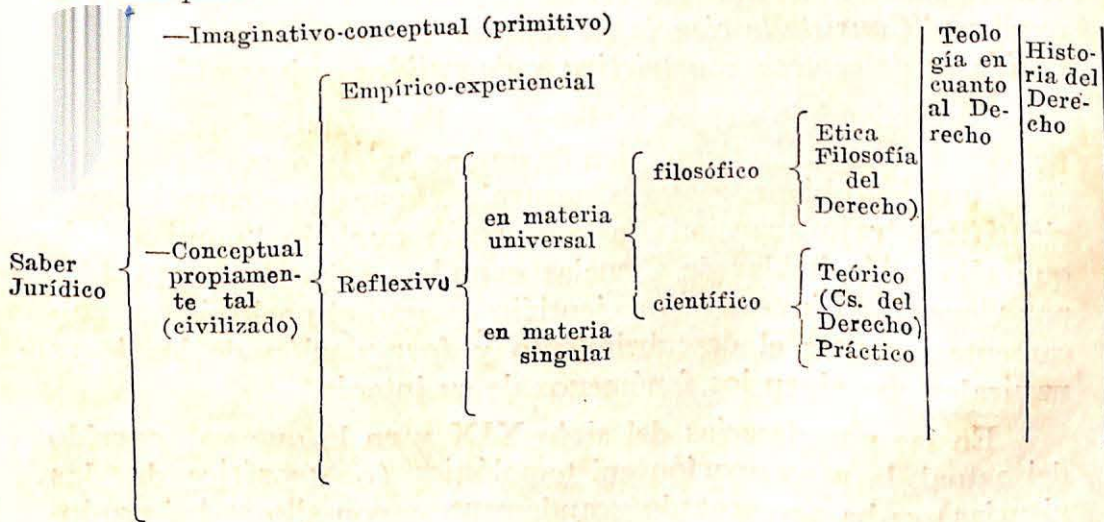 —Imaginativo-conceptual (primitivo)
Empírico-experiencial
Saber
Jurídico
—Conceptual
propiamen-
te tal
(civilizado)
Reflexivo
en materia
universal
en materia
singular
filosófico
científico
Etica
Filosofía
del
Derecho)
Teórico
(Cs. del
Derecho)
Práctico
Teolo
gía en
cuanto
al De-
recho
Histo-
ria del
Dere-
cho